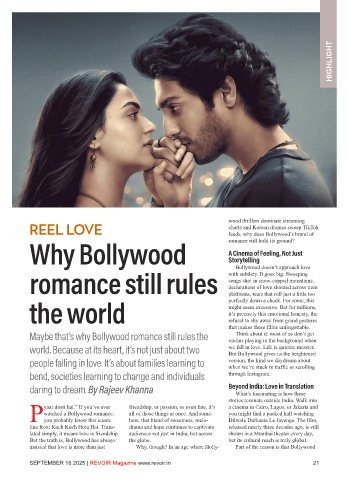 HIGHLIGHT
REEL LOVE
Why Bollywood
romance still rules
the world
Maybe that's why Bollywood romance still rules the
world. Because at its heart, it's not just about two
people falling in love. It's about families learning to
bend, societies learning to change and individuals
daring to dream. By Rajeev Khanna
Pyaar dosti hai." If you've ever
watched a Bollywood romance,
you probably know this iconic
line from Kuch Kuch Hota Hai. Trans-
lated simply, it means love is friendship.
But the truth is, Bollywood has always
insisted that love is more than just
friendship, or passion, or even fate, it's
all of those things at once. And some-
how, that blend of sweetness, melo-
drama and hope continues to captivate
audiences not just in India, but across
the globe.
Why, though? In an age where Holly-
wood thrillers dominate streaming
charts and Korean dramas sweep TikTok
feeds, why does Bollywood's brand of
romance still hold its ground?
A Cinema of Feeling, Not Just
Storytelling
Bollywood doesn't approach love
with subtlety. It goes big. Sweeping
songs shot in snow-capped mountains,
declarations of love shouted across train
platforms, tears that roll just a little too
perfectly down a cheek. For some, this
might seem excessive. But for millions,
it's precisely this emotional honesty, the
refusal to shy away from grand gestures
that makes these films unforgettable.
Think about it: most of us don't get
violins playing in the background when
we fall in love. Life is quieter, messier.
But Bollywood gives us the heightened
version, the kind we daydream about
when we're stuck in traffic or scrolling
through Instagram.
Beyond India: Love in Translation
What's fascinating is how these
stories resonate outside India. Walk into
a cinema in Cairo, Lagos, or Jakarta and
you might find a packed hall watching
Dilwale Dulhania Le Jayenge. The film,
released nearly three decades ago, is still
shown in a Mumbai theater every day,
but its cultural reach is truly global.
Part of the reason is that Bollywood
SEPTEMBER 16 2025 | REVOIR Magazine www.revoir.in
21